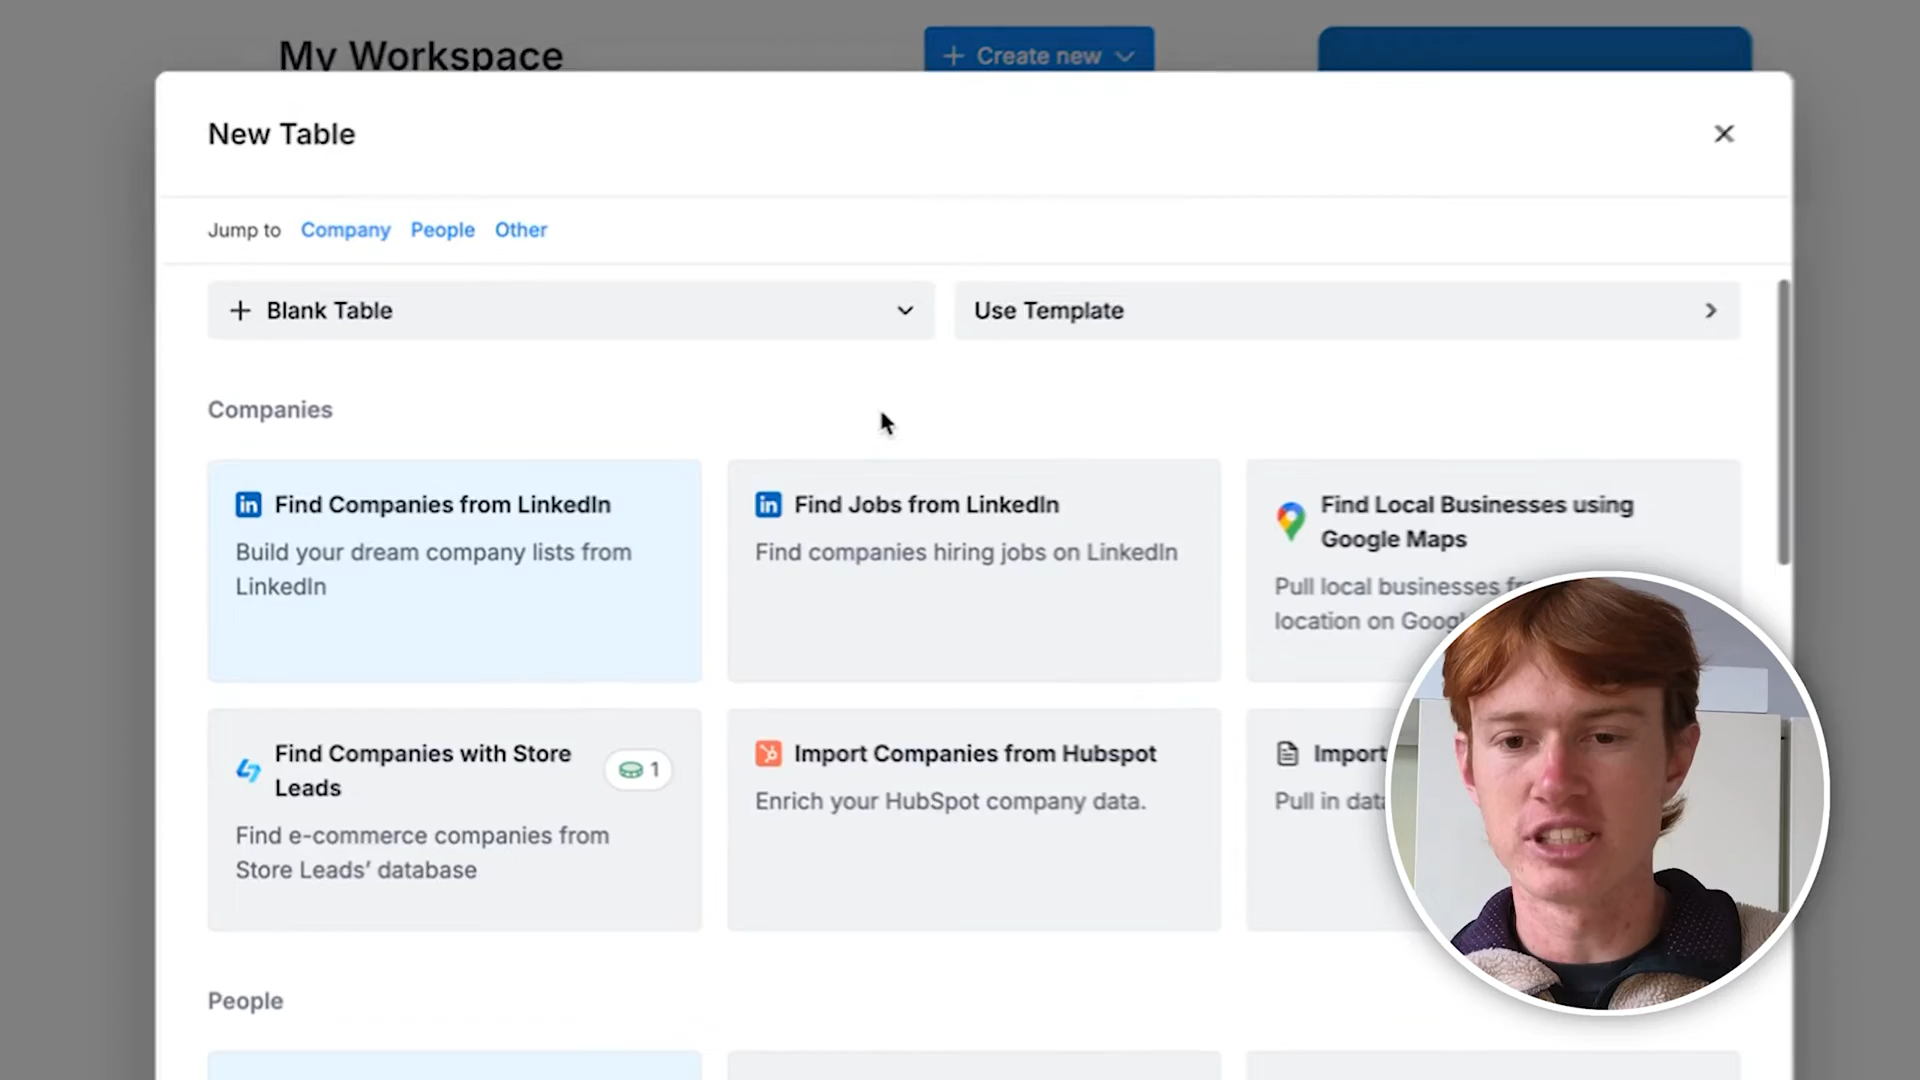 My Workspace
+ Create new
New Table
Jump to Company People Other
+ Blank Table
Use Template
Companies
Find Companies from LinkedIn
Build your dream company lists from
LinkedIn
Find Jobs from LinkedIn
Find companies hiring jobs on LinkedIn
Find Local Businesses using
Google Maps
Pull local businesses
location on
Find Companies with Store
Leads
1
Find e-commerce companies from
Store Leads’ database
Import Companies from Hubspot
Enrich your HubSpot company data.
Import
Pull in
People